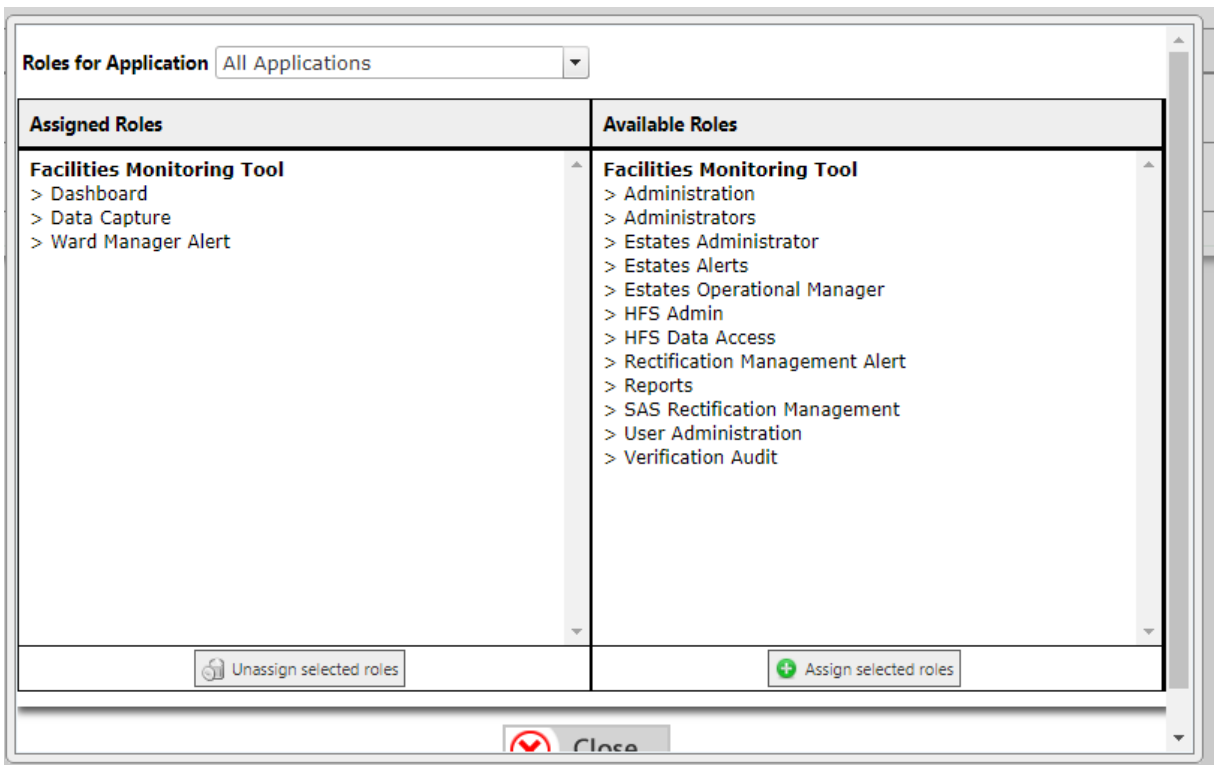 Roles for Application All Applications
Assigned Roles
Facilities Monitoring Tool
> Dashboard
> Data Capture
> Ward Manager Alert
Unassign selected roles
Available Roles
Facilities Monitoring Tool
> Administration
> Administrators
> Estates Administrator
> Estates Alerts
> Estates Operational Manager
> HFS Admin
> HFS Data Access
> Rectification Management Alert
> Reports
> SAS Rectification Management
> User Administration
> Verification Audit
Assign selected roles
Close